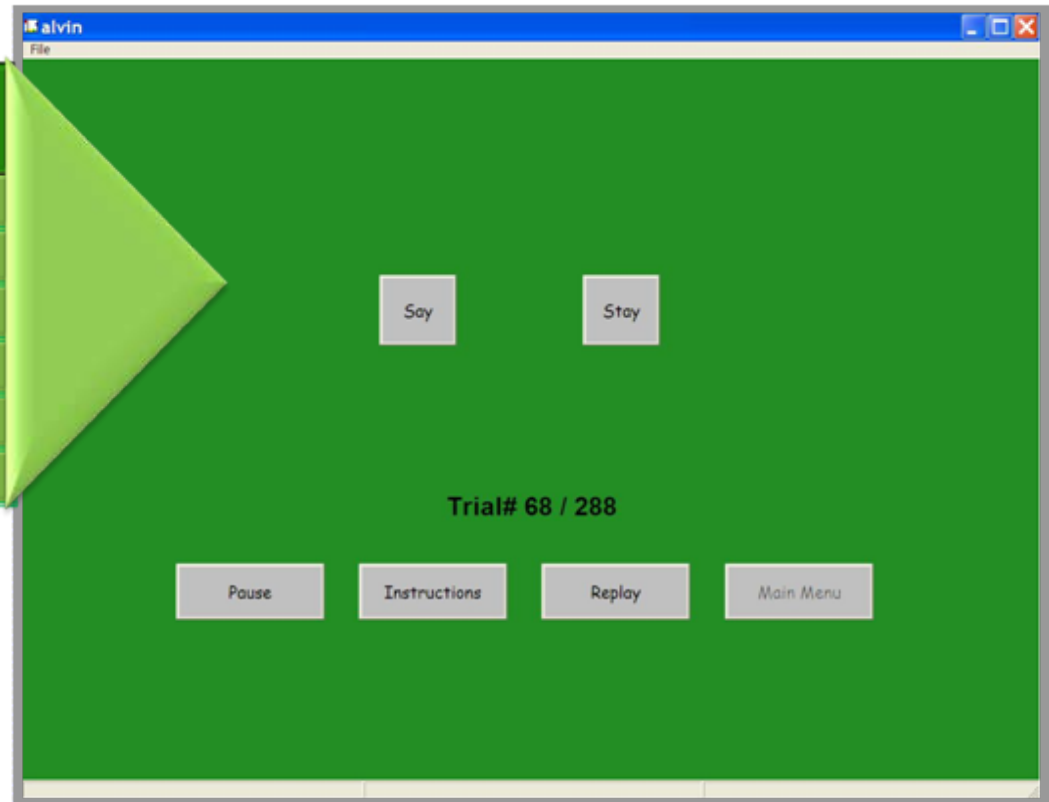 alvin
File
Say Stay
Trial# 68 / 288
Pause Instructions Replay Main Menu